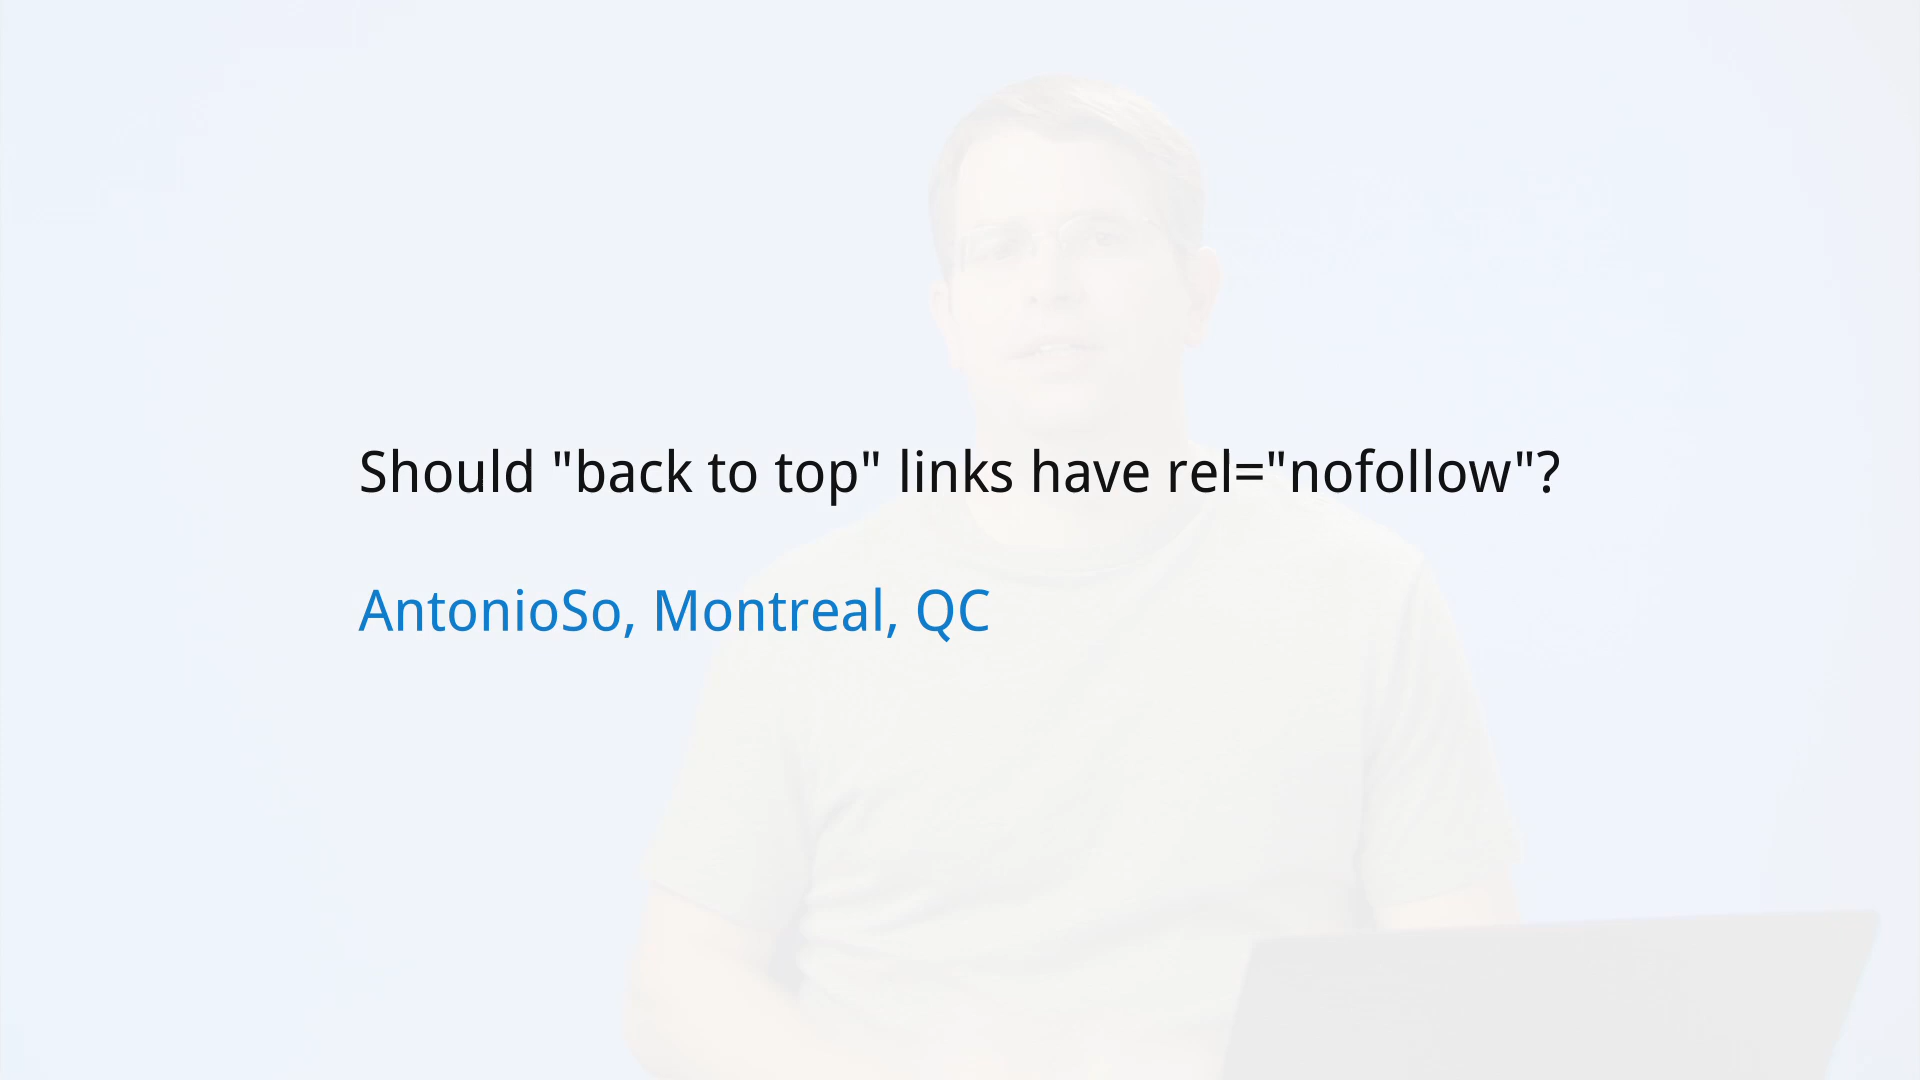 Should "back to top" links have rel="nofollow"?
AntonioSo, Montreal, QC